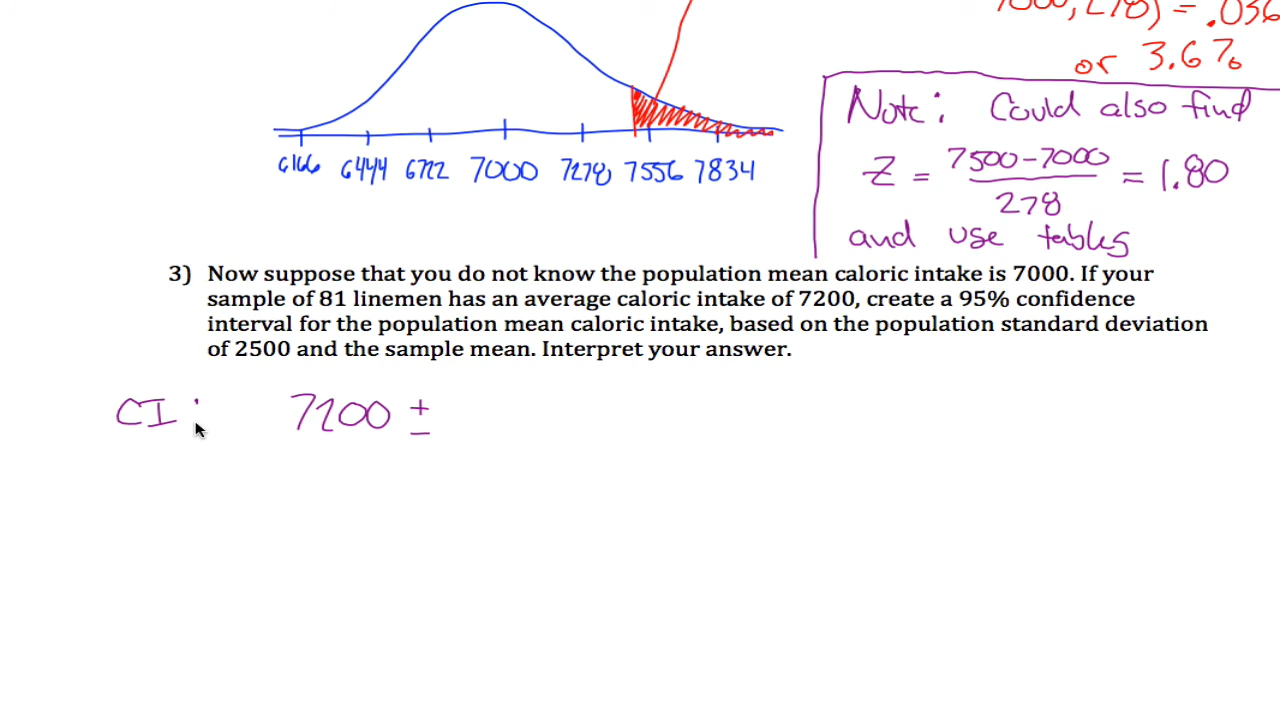 7000, 278) = .036
or 3.6%
Note: Could also find
Z = 7500-7000 / 278 = 1.80
and use tables
6166 6444 6722 7000 7278 7556 7834
3) Now suppose that you do not know the population mean caloric intake is 7000. If your
sample of 81 linemen has an average caloric intake of 7200, create a 95% confidence
interval for the population mean caloric intake, based on the population standard deviation
of 2500 and the sample mean. Interpret your answer.
CI: 7200 ±